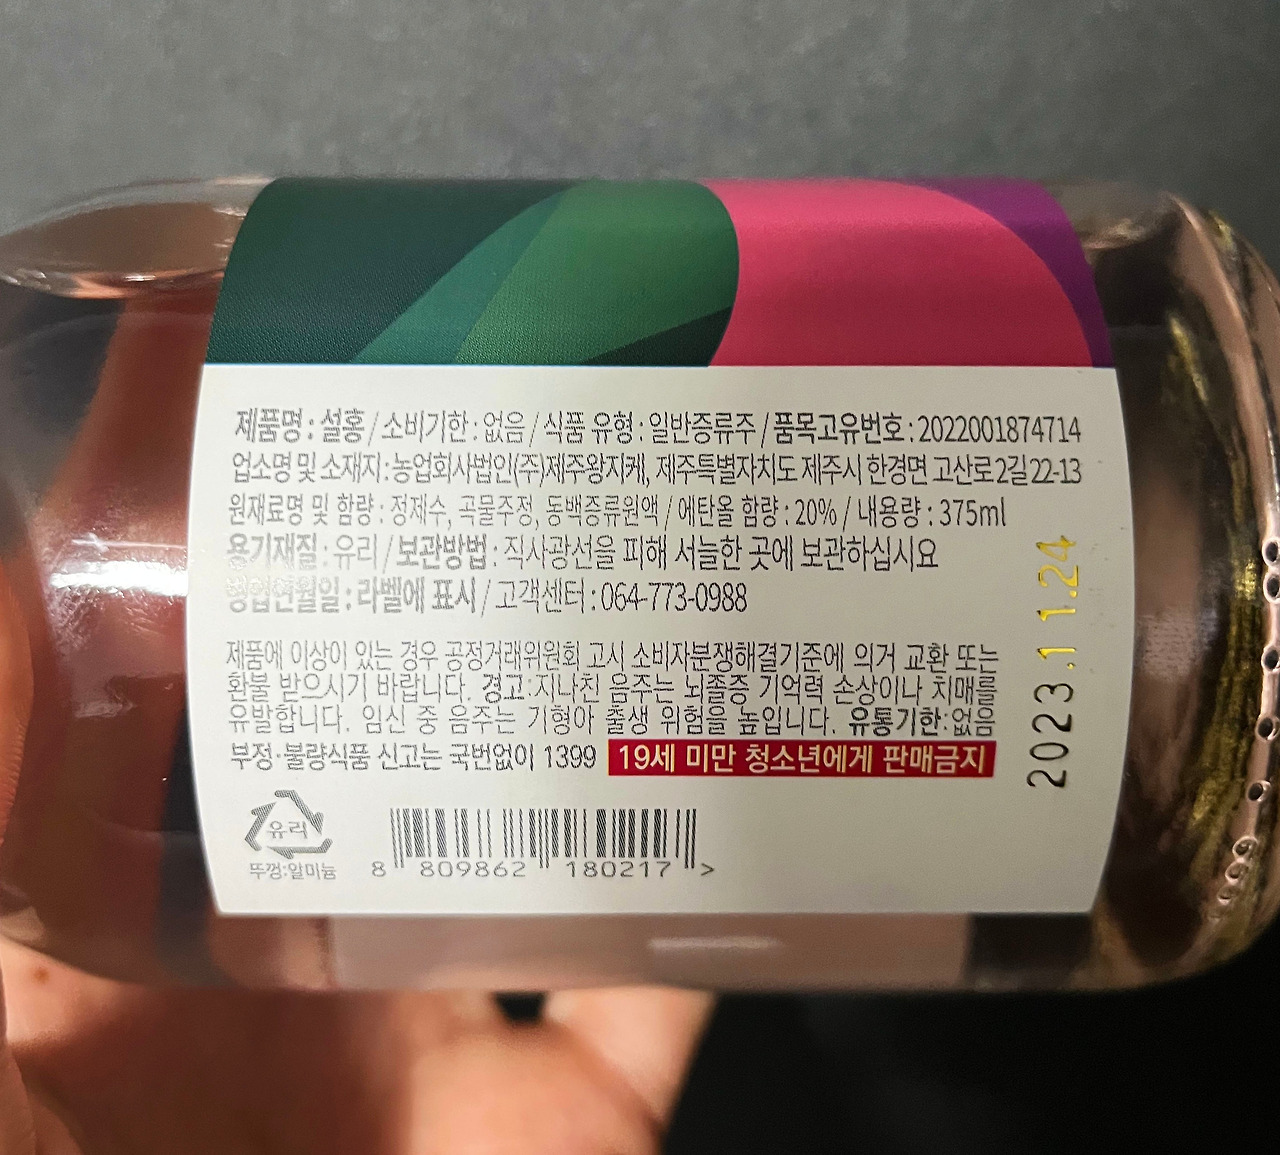 제품명 : 설홍 / 소비기한 : 없음 / 식품 유형 : 일반증류주 / 품목고유번호 : 2022001874714
업소명 및 소재지 : 농업회사법인(주)제주왕지케, 제주특별자치도 제주시 한경면 고산로2길 22-13
원재료명 및 함량 : 정제수, 곡물주정, 동백증류원액 / 에탄올 함량 : 20% / 내용량 : 375ml
용기재질 : 유리 / 보관방법 : 직사광선을 피해 서늘한 곳에 보관하십시요
병입연월일 : 라벨에 표시 / 고객센터 : 064-773-0988
제품에 이상이 있는 경우 공정거래위원회 고시 소비자분쟁해결기준에 의거 교환 또는
환불 받으시기 바랍니다. 경고:지나친 음주는 뇌졸중 기억력 손상이나 치매를
유발합니다. 임신 중 음주는 기형아 출생 위험을 높입니다. 유통기한:없음
부정·불량식품 신고는 국번없이 1399 19세 미만 청소년에게 판매금지
2023.11.24
유리
뚜껑:알미늄
8 809862 180217 >